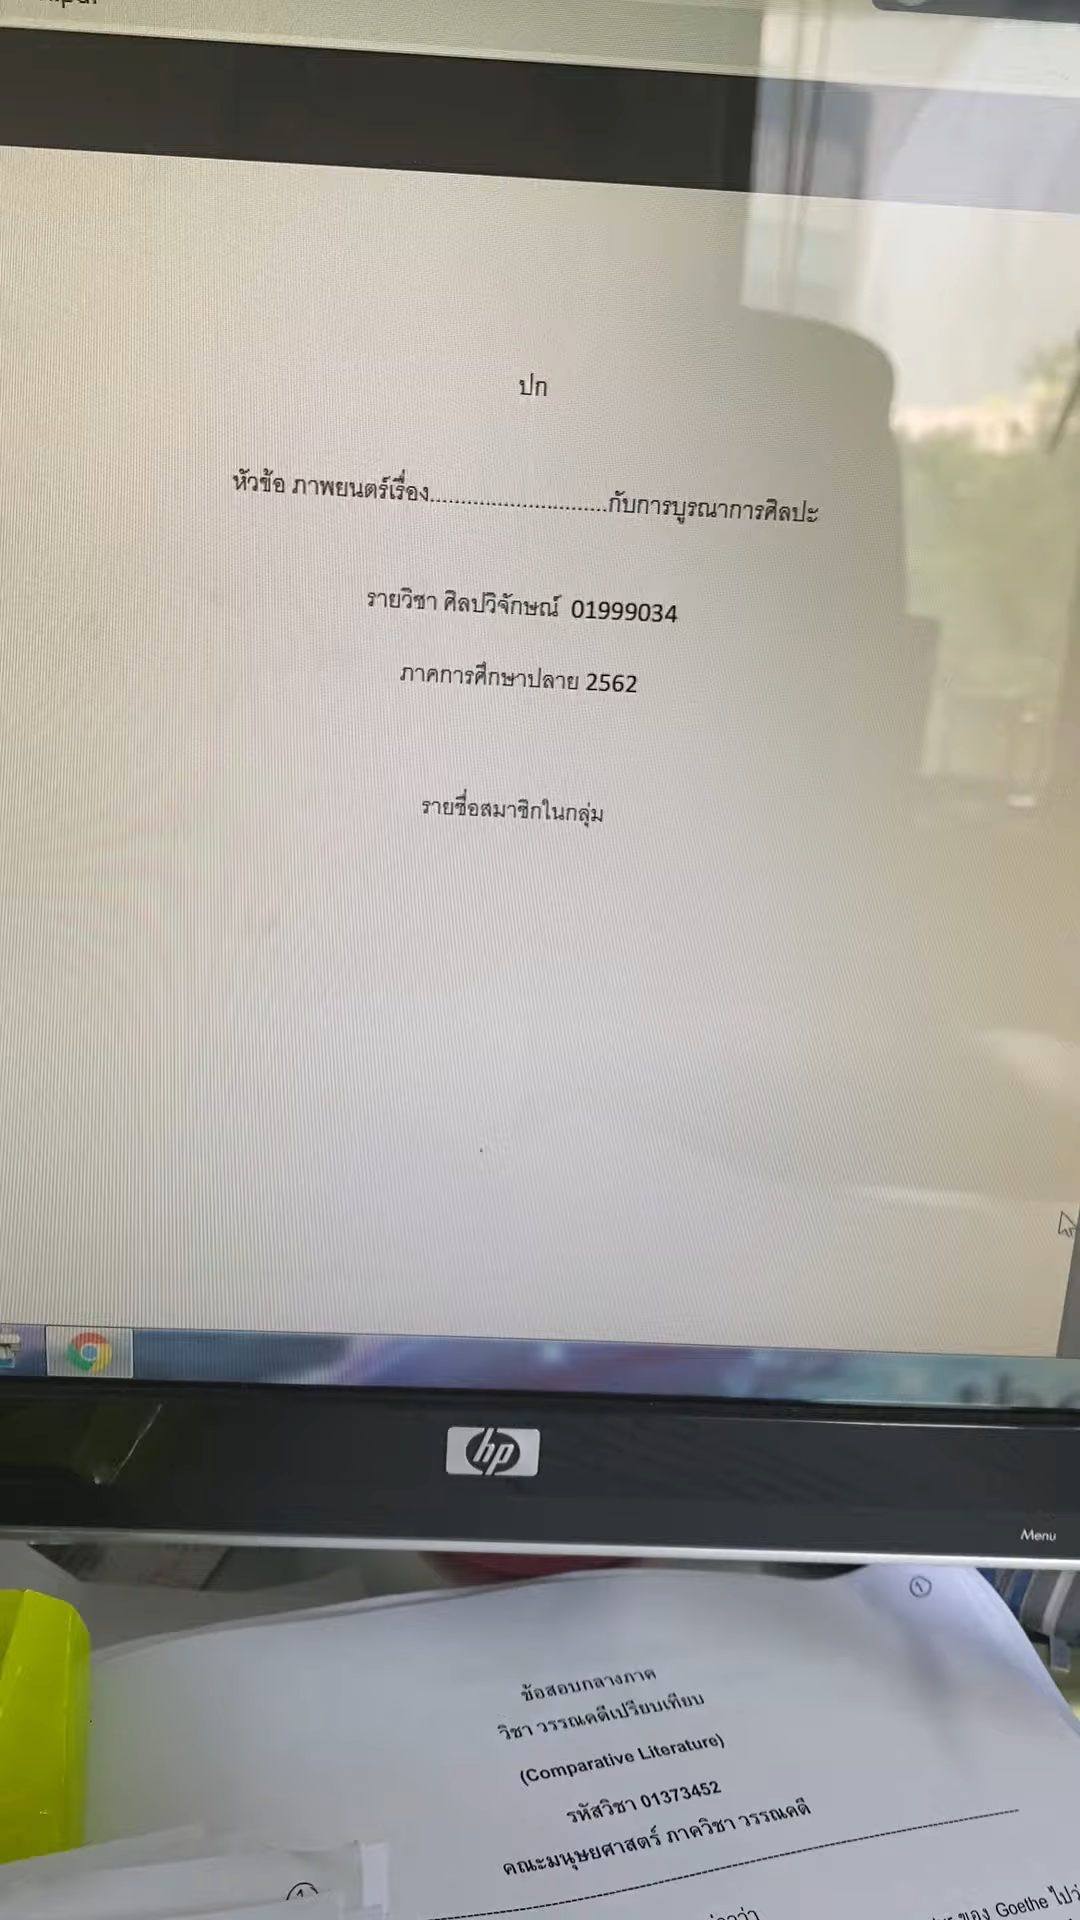 ปก
หัวข้อ ภาพยนตร์เรื่อง............................กับการบูรณาการศิลปะ
รายวิชา ศิลปวิจักษณ์ 01999034
ภาคการศึกษาปลาย 2562
รายชื่อสมาชิกในกลุ่ม
hp
Menu
1
ข้อสอบกลางภาค
วิชา วรรณคดีเปรียบเทียบ
(Comparative Literature)
รหัสวิชา 01373452
คณะมนุษยศาสตร์ ภาควิชา วรรณคดี
ของ Goethe ไปว่